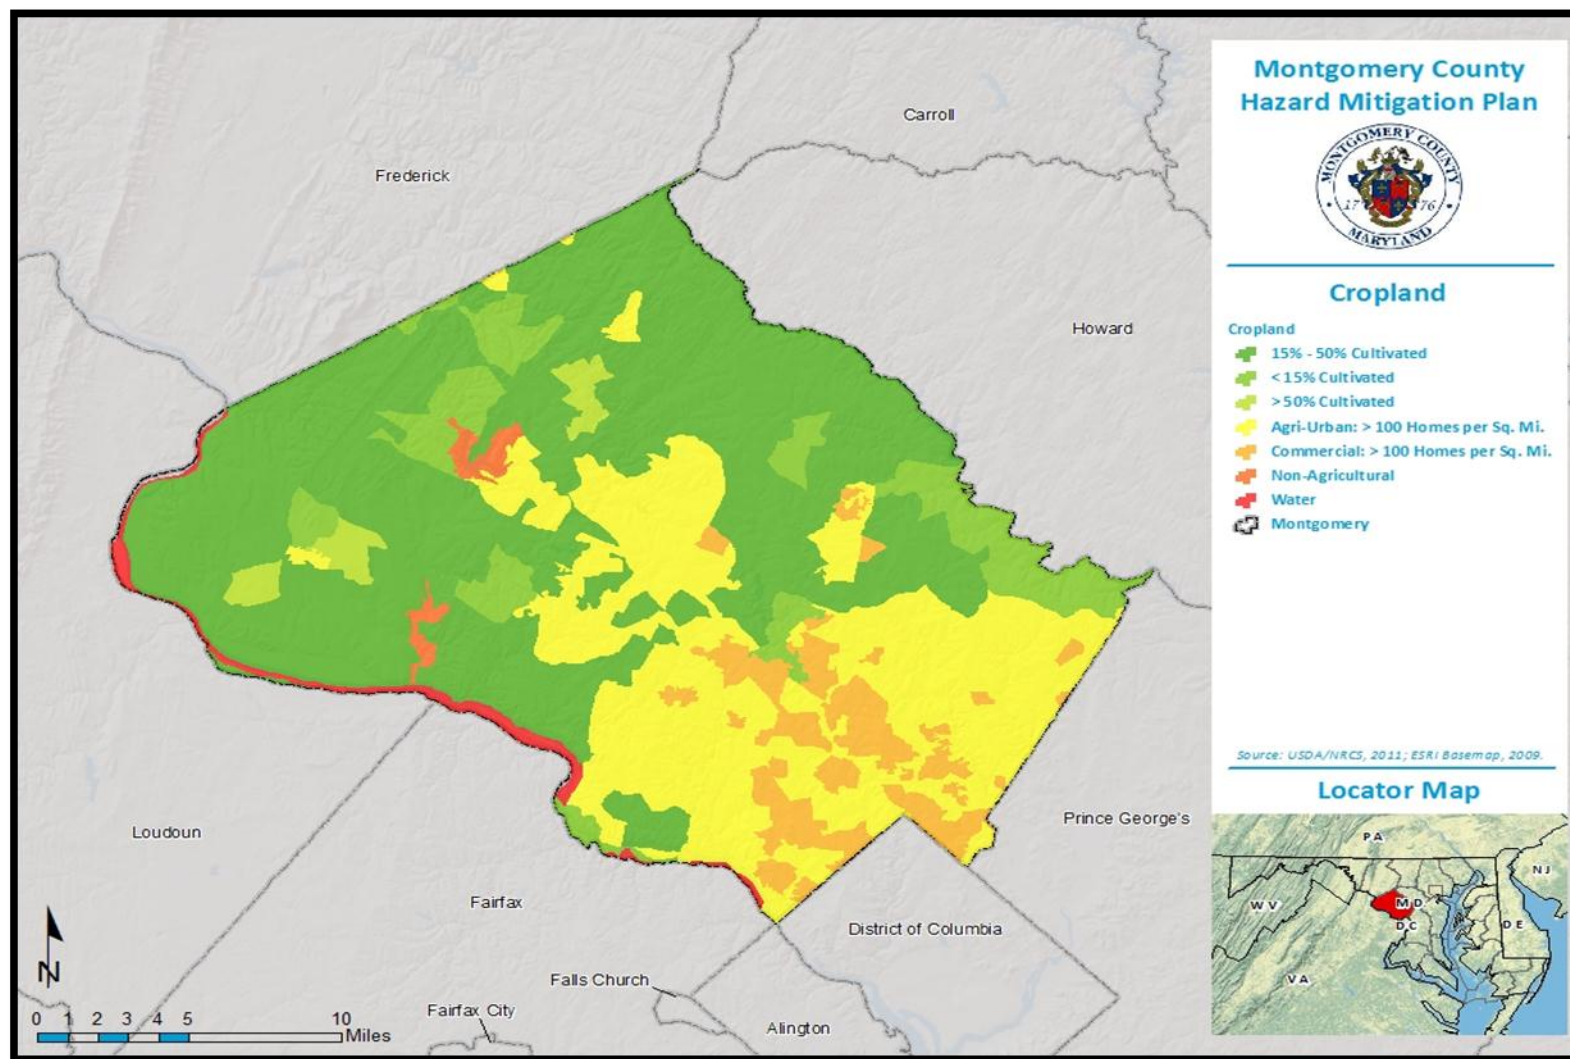 Montgomery County
Hazard Mitigation Plan
MONTGOMERY COUNTY
17 76
MARYLAND
Cropland
Cropland
15% - 50% Cultivated
< 15% Cultivated
> 50% Cultivated
Agri-Urban: > 100 Homes per Sq. Mi.
Commercial: > 100 Homes per Sq. Mi.
Non-Agricultural
Water
Montgomery
Source: USDA/NRCS, 2011; ESRI Basemap, 2009.
Locator Map
PA
NJ
WV
MD
DC
DE
VA
Carroll
Frederick
Howard
Loudoun
Prince George's
Fairfax
District of Columbia
Falls Church
Fairfax City
Alington
N
0 1 2 3 4 5 10
Miles